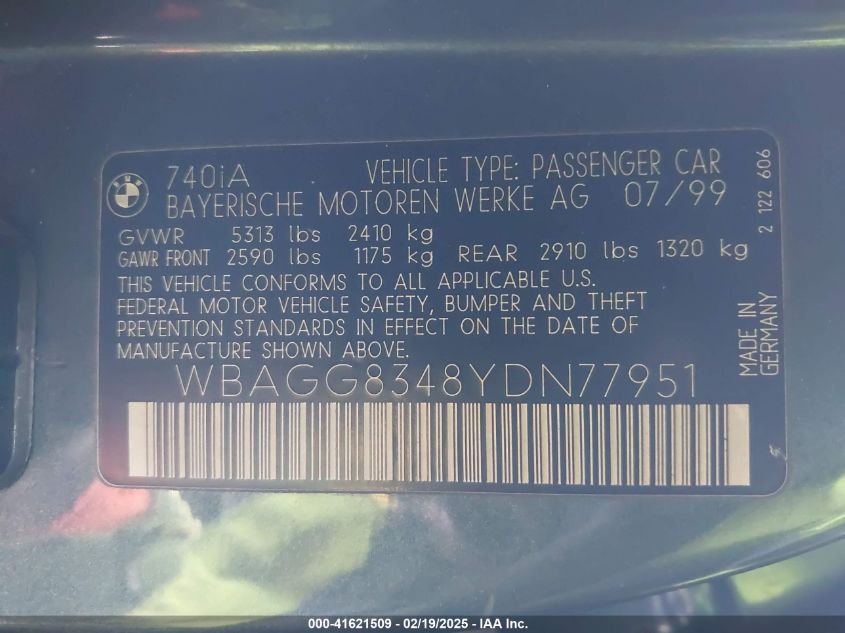 BMW
740iA VEHICLE TYPE: PASSENGER CAR
BAYERISCHE MOTOREN WERKE AG 07/99
GVWR 5313 lbs 2410 kg
GAWR FRONT 2590 lbs 1175 kg REAR 2910 lbs 1320 kg
THIS VEHICLE CONFORMS TO ALL APPLICABLE U.S.
FEDERAL MOTOR VEHICLE SAFETY, BUMPER AND THEFT
PREVENTION STANDARDS IN EFFECT ON THE DATE OF
MANUFACTURE SHOWN ABOVE.
WBAGG8348YDN77951
2 122 606
MADE IN
GERMANY
000-41621509 - 02/19/2025 - IAA Inc.